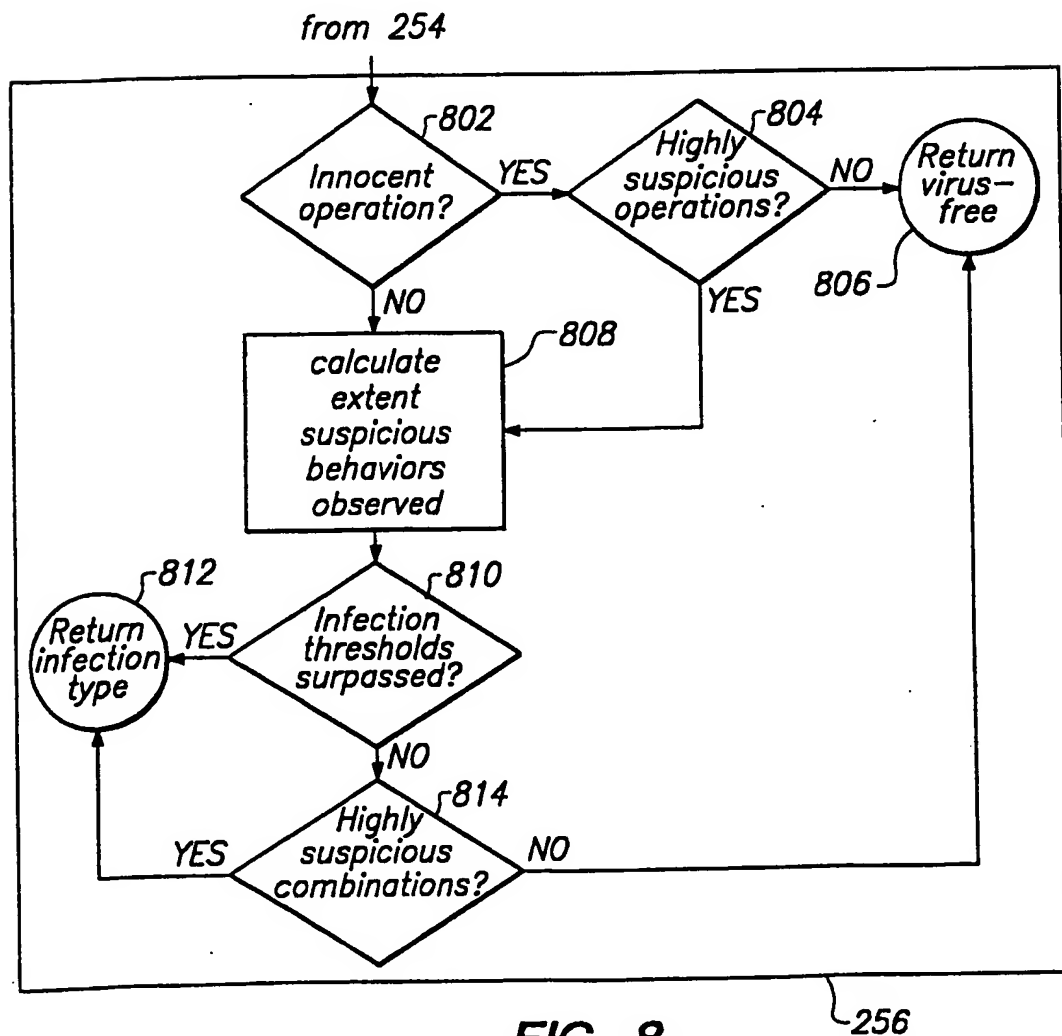 from 254
802
Innocent
operation?
YES
NO
804
Highly
suspicious
operations?
NO
YES
Return
virus-
free
806
808
calculate
extent
suspicious
behaviors
observed
810
Infection
thresholds
surpassed?
YES
NO
812
Return
infection
type
814
Highly
suspicious
combinations?
YES
NO
256
FIG. 8